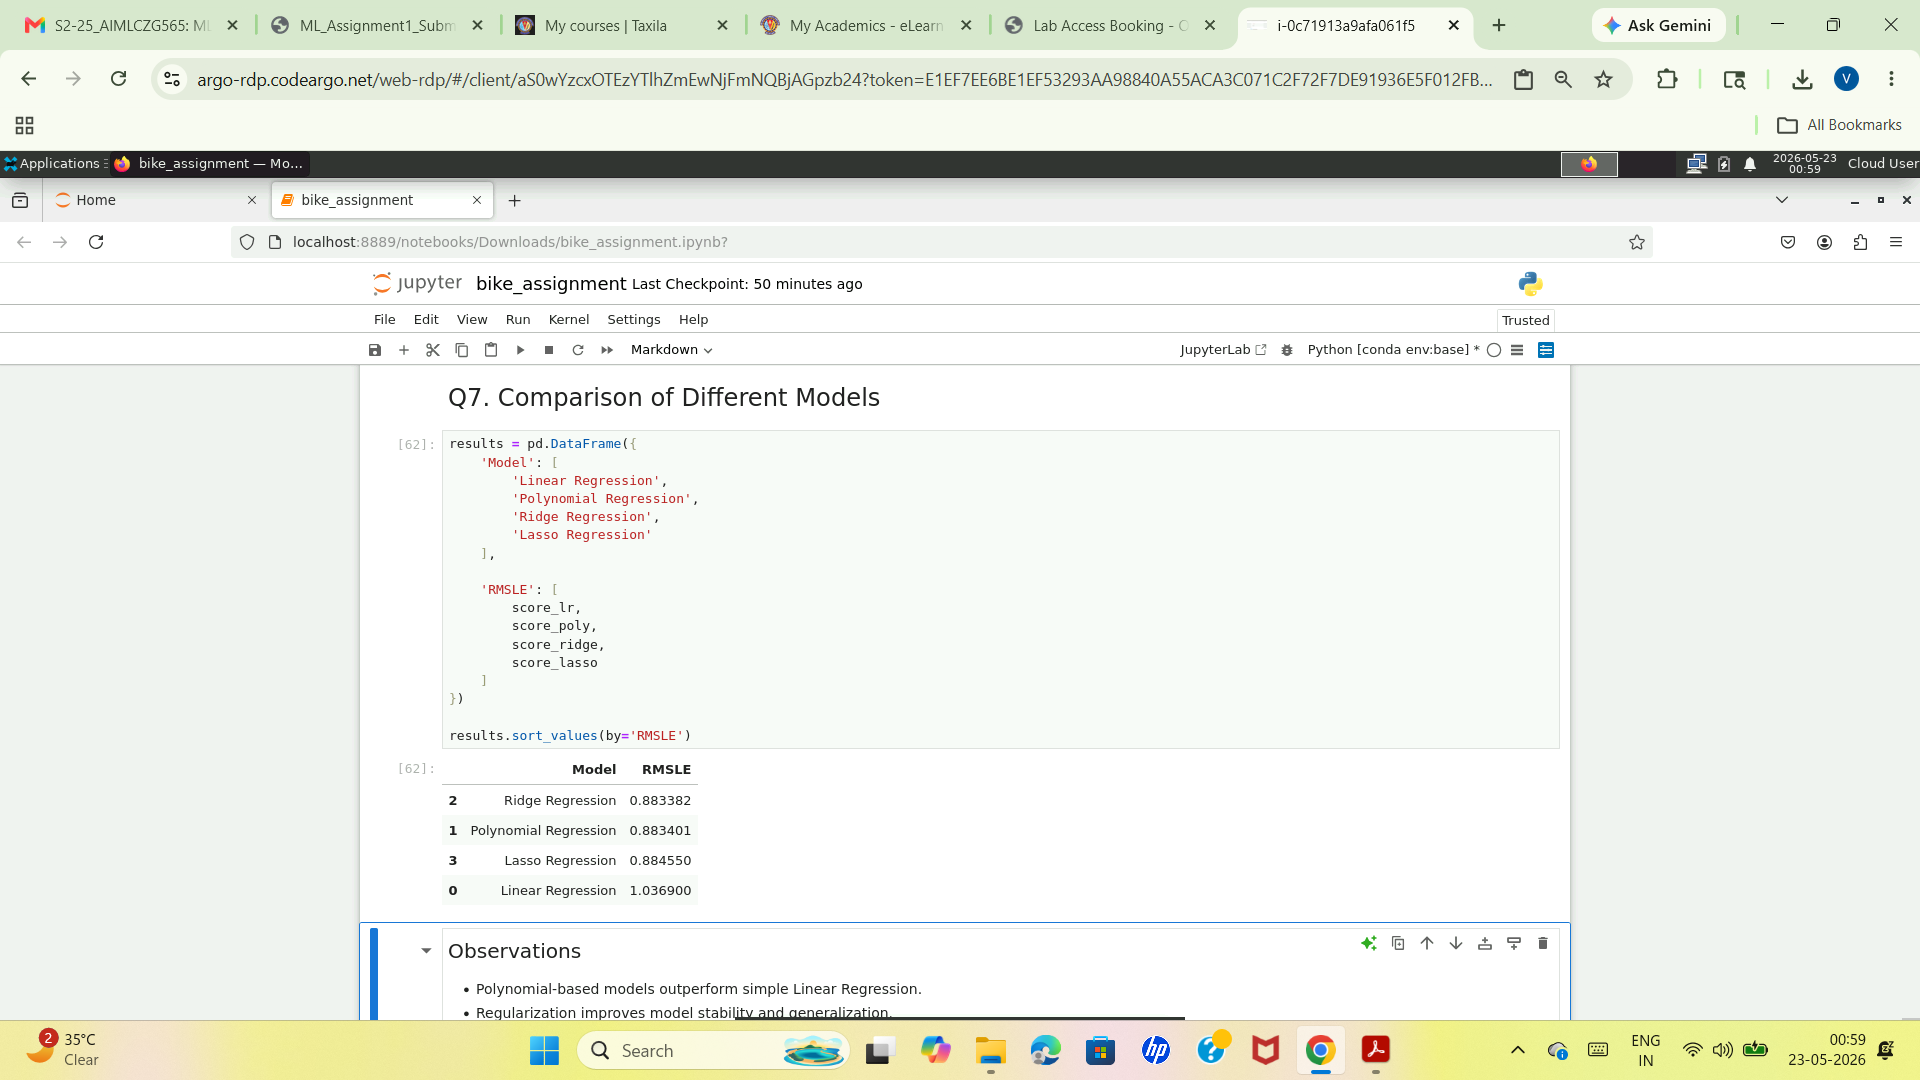 S2-25_AIMLCZG565: ML
ML_Assignment1_Subm
My courses | Taxila
My Academics - eLearn
Lab Access Booking - O
i-0c71913a9afa061f5
Ask Gemini
argo-rdp.codeargo.net/web-rdp/#/client/aS0wYzcxOTEzYTlhZmEwNjFmNQBjAGpzb24?token=E1EF7EE6BE1EF53293AA98840A55ACA3C071C2F72F7DE91936E5F012FB...
V
All Bookmarks
Applications
bike_assignment — Mo...
2026-05-23
00:59
Cloud User
Home
bike_assignment
localhost:8889/notebooks/Downloads/bike_assignment.ipynb?
jupyter bike_assignment Last Checkpoint: 50 minutes ago
File Edit View Run Kernel Settings Help
Trusted
Markdown
JupyterLab
Python [conda env:base] *
Q7. Comparison of Different Models
[62]:
results = pd.DataFrame({
'Model': [
'Linear Regression',
'Polynomial Regression',
'Ridge Regression',
'Lasso Regression'
],
'RMSLE': [
score_lr,
score_poly,
score_ridge,
score_lasso
]
})
results.sort_values(by='RMSLE')
[62]:
Model RMSLE
2 Ridge Regression 0.883382
1 Polynomial Regression 0.883401
3 Lasso Regression 0.884550
0 Linear Regression 1.036900
Observations
• Polynomial-based models outperform simple Linear Regression.
• Regularization improves model stability and generalization.
2
35°C
Clear
Search
hp
?
ENG
IN
00:59
23-05-2026